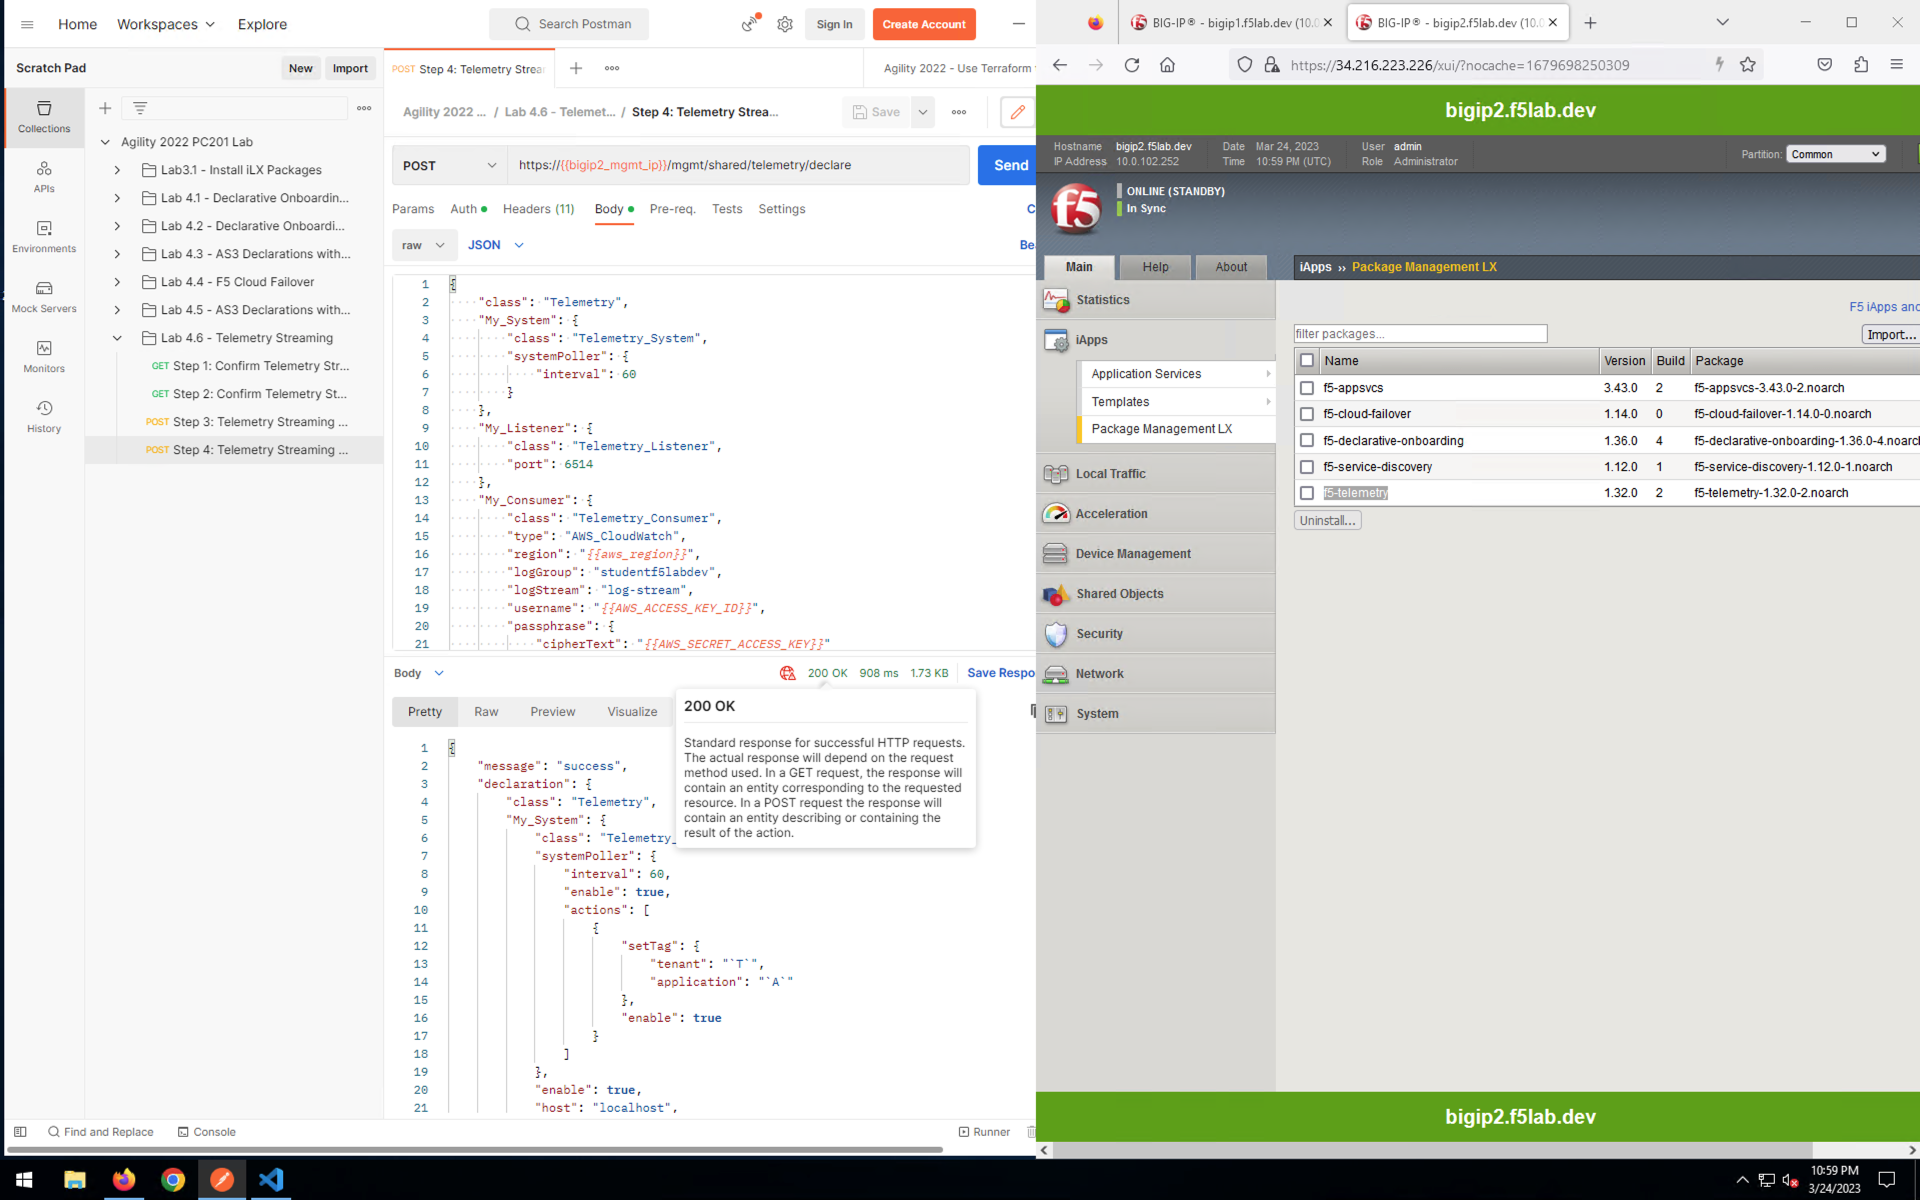 Home
Workspaces
Explore
Search Postman
Sign In
Create Account
Scratch Pad
New
Import
POST Step 4: Telemetry Strea
Agility 2022 - Use Terraform
Collections
APIs
Environments
Mock Servers
Monitors
History
Agility 2022 PC201 Lab
Lab3.1 - Install iLX Packages
Lab 4.1 - Declarative Onboardin...
Lab 4.2 - Declarative Onboardi...
Lab 4.3 - AS3 Declarations with...
Lab 4.4 - F5 Cloud Failover
Lab 4.5 - AS3 Declarations with...
Lab 4.6 - Telemetry Streaming
GET Step 1: Confirm Telemetry Str...
GET Step 2: Confirm Telemetry St...
POST Step 3: Telemetry Streaming ...
POST Step 4: Telemetry Streaming ...
Agility 2022 ... / Lab 4.6 - Telemet... / Step 4: Telemetry Strea...
Save
POST
https://{{bigip2_mgmt_ip}}/mgmt/shared/telemetry/declare
Send
Params
Auth
Headers (11)
Body
Pre-req.
Tests
Settings
C
raw
JSON
Be
1 {
2 "class": "Telemetry",
3 "My_System": {
4 "class": "Telemetry_System",
5 "systemPoller": {
6 "interval": 60
7 }
8 },
9 "My_Listener": {
10 "class": "Telemetry_Listener",
11 "port": 6514
12 },
13 "My_Consumer": {
14 "class": "Telemetry_Consumer",
15 "type": "AWS_CloudWatch",
16 "region": "{{aws_region}}",
17 "logGroup": "studentf5labdev",
18 "logStream": "log-stream",
19 "username": "{{AWS_ACCESS_KEY_ID}}",
20 "passphrase": {
21 "cipherText": "{{AWS_SECRET_ACCESS_KEY}}"
Body
200 OK
908 ms
1.73 KB
Save Respo
Pretty
Raw
Preview
Visualize
200 OK
Standard response for successful HTTP requests.
The actual response will depend on the request
method used. In a GET request, the response will
contain an entity corresponding to the requested
resource. In a POST request the response will
contain an entity describing or containing the
result of the action.
1 {
2 "message": "success",
3 "declaration": {
4 "class": "Telemetry",
5 "My_System": {
6 "class": "Telemetry_
7 "systemPoller": {
8 "interval": 60,
9 "enable": true,
10 "actions": [
11 {
12 "setTag": {
13 "tenant": "`T`",
14 "application": "`A`"
15 },
16 "enable": true
17 }
18 ]
19 },
20 "enable": true,
21 "host": "localhost",
Find and Replace
Console
Runner
BIG-IP® - bigip1.f5lab.dev (10.0
BIG-IP® - bigip2.f5lab.dev (10.0
https://34.216.223.226/xui/?nocache=1679698250309
bigip2.f5lab.dev
Hostname bigip2.f5lab.dev
IP Address 10.0.102.252
Date Mar 24, 2023
Time 10:59 PM (UTC)
User admin
Role Administrator
Partition: Common
f5
ONLINE (STANDBY)
In Sync
Main
Help
About
iApps ›› Package Management LX
Statistics
iApps
Application Services
Templates
Package Management LX
Local Traffic
Acceleration
Device Management
Shared Objects
Security
Network
System
F5 iApps and
filter packages...
Import...
Name Version Build Package
f5-appsvcs 3.43.0 2 f5-appsvcs-3.43.0-2.noarch
f5-cloud-failover 1.14.0 0 f5-cloud-failover-1.14.0-0.noarch
f5-declarative-onboarding 1.36.0 4 f5-declarative-onboarding-1.36.0-4.noarch
f5-service-discovery 1.12.0 1 f5-service-discovery-1.12.0-1.noarch
f5-telemetry 1.32.0 2 f5-telemetry-1.32.0-2.noarch
Uninstall...
bigip2.f5lab.dev
10:59 PM
3/24/2023